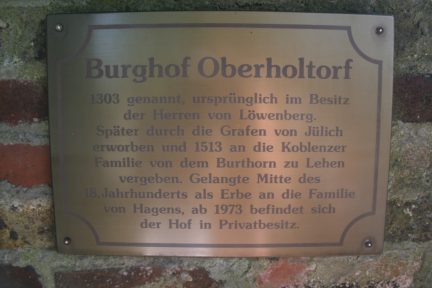 Burghof Oberholtorf
1303 genannt, ursprünglich im Besitz
der Herren von Löwenberg.
Später durch die Grafen von Jülich
erworben und 1513 an die Koblenzer
Familie von dem Burthorn zu Lehen
vergeben. Gelangte Mitte des
18. Jahrhunderts als Erbe an die Familie
von Hagens, ab 1973 befindet sich
der Hof in Privatbesitz.